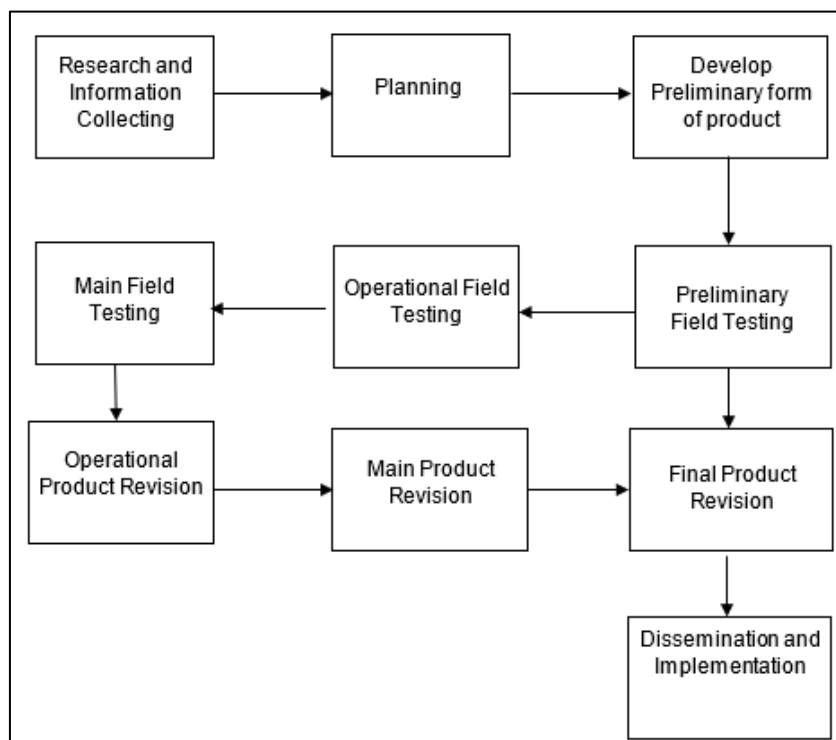 Research and
Information
Collecting
Planning
Develop
Preliminary form
of product
Main Field
Testing
Operational Field
Testing
Preliminary
Field Testing
Operational
Product Revision
Main Product
Revision
Final Product
Revision
Dissemination and
Implementation